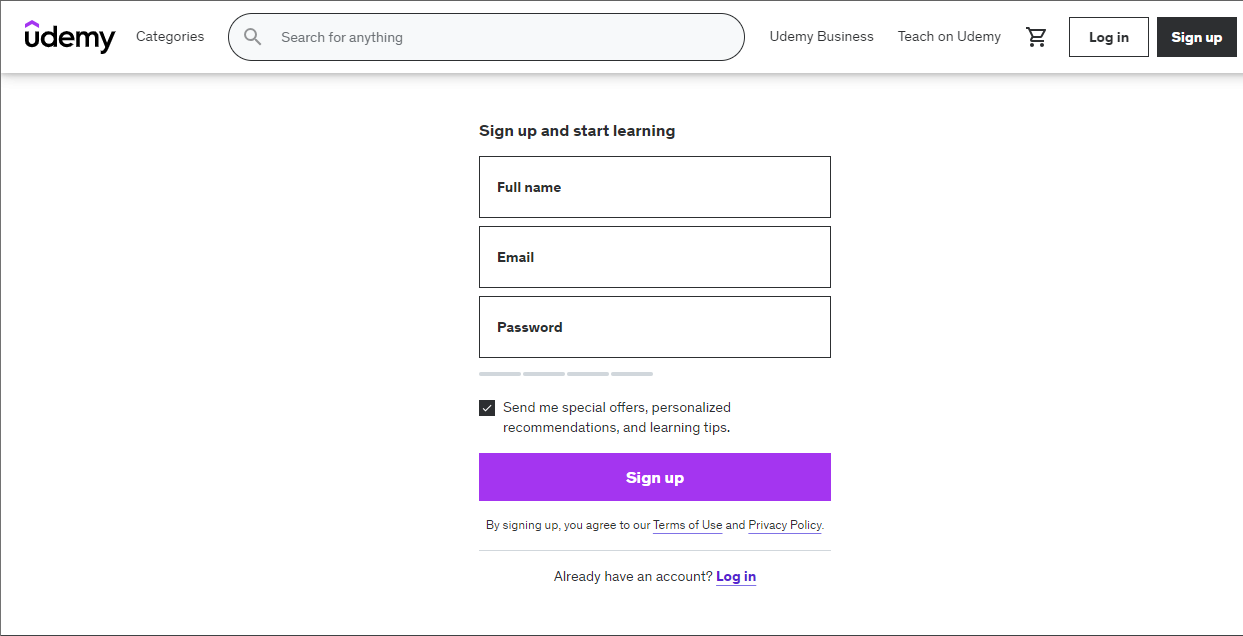 udemy
Categories
Search for anything
Udemy Business
Teach on Udemy
Log in
Sign up
Sign up and start learning
Full name
Email
Password
Send me special offers, personalized
recommendations, and learning tips.
Sign up
By signing up, you agree to our Terms of Use and Privacy Policy.
Already have an account? Log in